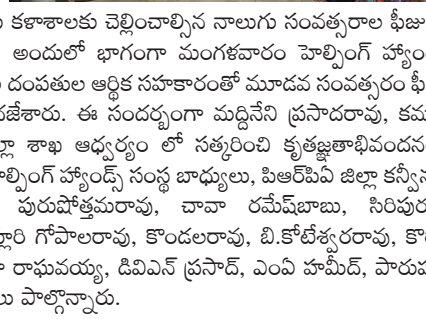 కళాశాలకు చెల్లించాల్సిన నాలుగు సంవత్సరాల ఫీజు
అందులో భాగంగా మంగళవారం హెల్పింగ్ హ్యాం
దంపతుల ఆర్థిక సహకారంతో మూడవ సంవత్సరం ఫీ
దజేశారు. ఈ సందర్భంగా మద్దినేని ప్రసాదరావు, కమ
ల్లా శాఖ ఆధ్వర్యం లో సత్కరించి కృతజ్ఞతాభివందన
ల్పింగ్ హ్యాండ్స్ సంస్థ బాధ్యులు, పిఆర్‌పిఏ జిల్లా కన్వీన
పురుషోత్తమరావు, చావా రమేష్‌బాబు, సిరిపుర
్లూరి గోపాలరావు, కొండలరావు, బి.కోటేశ్వరరావు, కొ
రాఘవయ్య, డివిఎన్ ప్రసాద్, ఎంఏ హమీద్, పారుప
లు పాల్గొన్నారు.